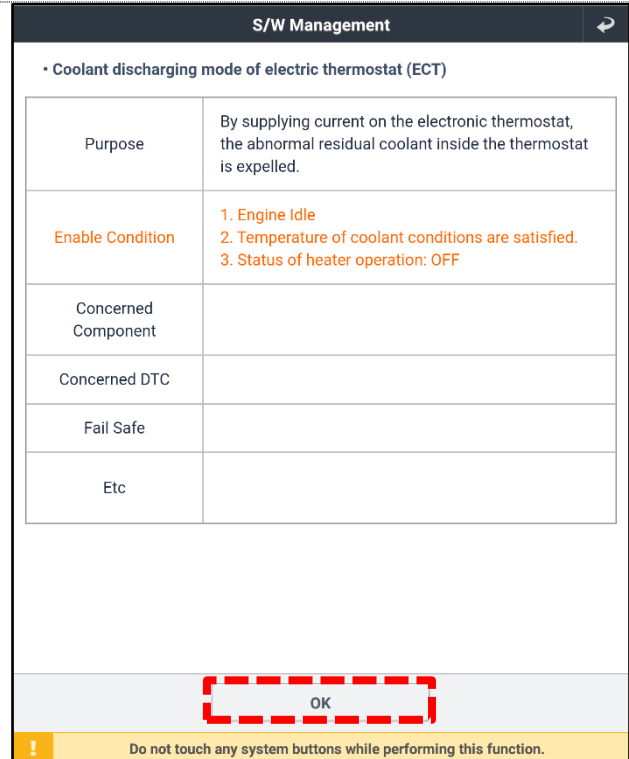 S/W Management
• Coolant discharging mode of electric thermostat (ECT)
Purpose
By supplying current on the electronic thermostat,
the abnormal residual coolant inside the thermostat
is expelled.
Enable Condition
1. Engine Idle
2. Temperature of coolant conditions are satisfied.
3. Status of heater operation: OFF
Concerned
Component
Concerned DTC
Fail Safe
Etc
OK
! Do not touch any system buttons while performing this function.